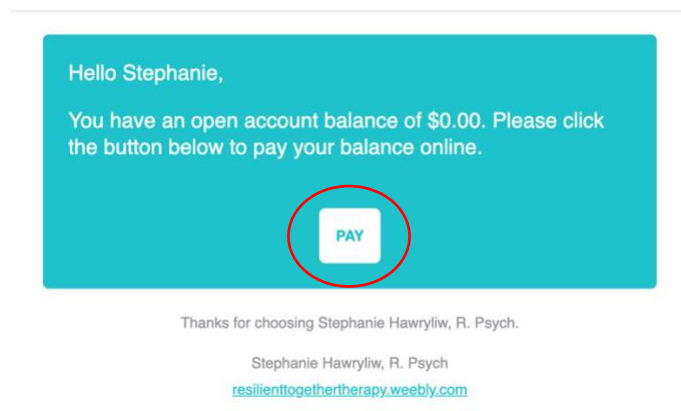 Hello Stephanie,
You have an open account balance of $0.00. Please click
the button below to pay your balance online.
PAY
Thanks for choosing Stephanie Hawryliw, R. Psych.
Stephanie Hawryliw, R. Psych
resilienttogethertherapy.weebly.com